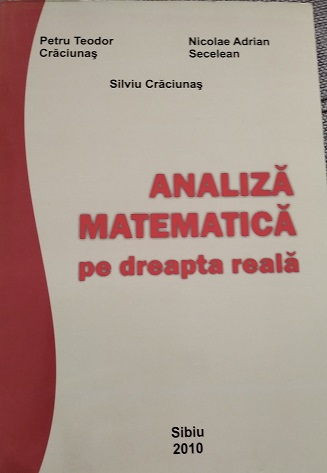 Petru Teodor
Crăciunaş
Nicolae Adrian
Secelean
Silviu Crăciunaş
ANALIZĂ
MATEMATICĂ
pe dreapta reală
Sibiu
2010